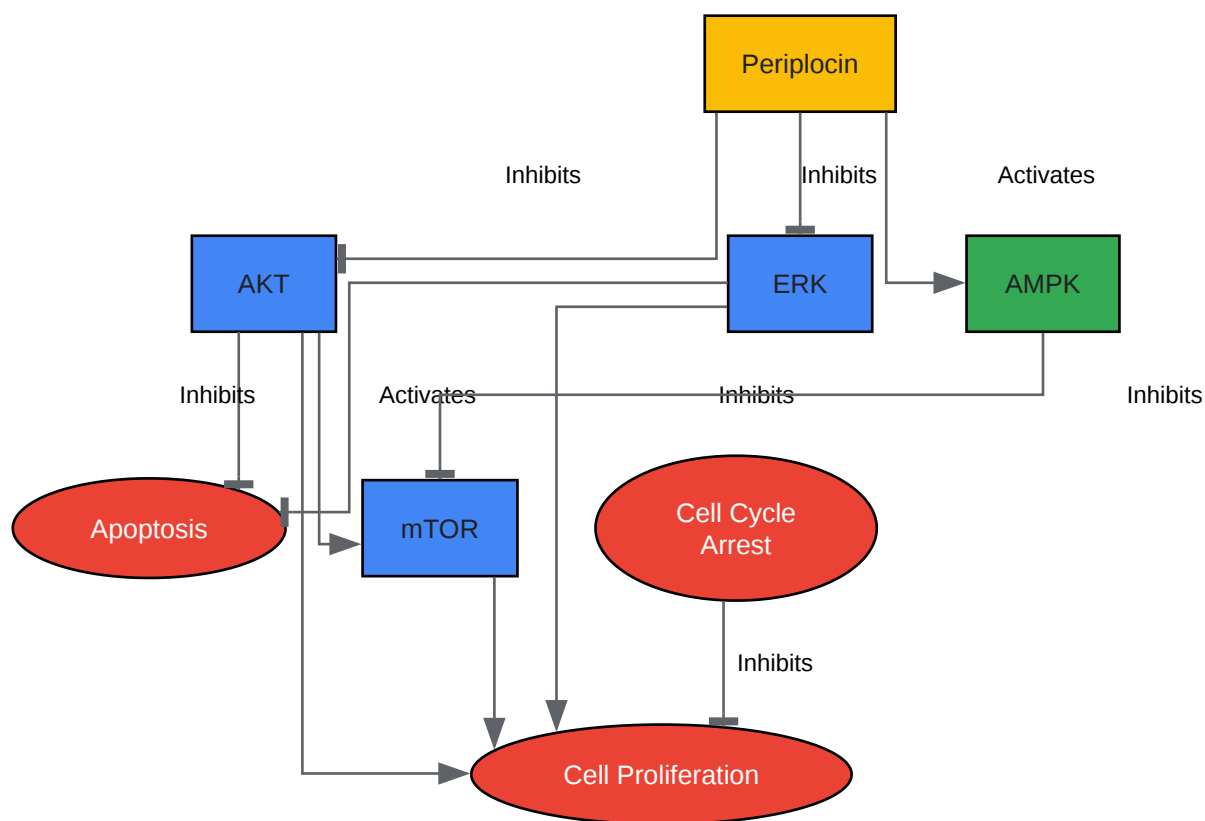 Periplocin
Inhibits
Inhibits
Activates
AKT
ERK
AMPK
Inhibits
Activates
Inhibits
Inhibits
Apoptosis
mTOR
Cell Cycle
Arrest
Inhibits
Cell Proliferation